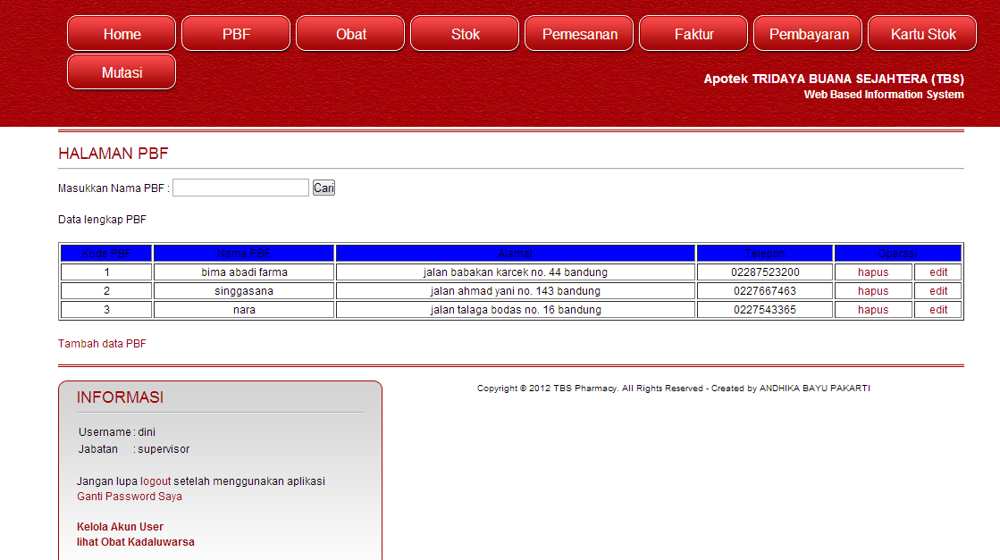 Home PBF Obat Stok Pemesanan Faktur Pembayaran Kartu Stok
Mutasi
Apotek TRIDAYA BUANA SEJAHTERA (TBS)
Web Based Information System
HALAMAN PBF
Masukkan Nama PBF : Cari
Data lengkap PBF
Kode PBF Nama PBF Alamat Telepon Operasi
1 bima abadi farma jalan babakan karcek no. 44 bandung 02287523200 hapus edit
2 singgasana jalan ahmad yani no. 143 bandung 0227667463 hapus edit
3 nara jalan talaga bodas no. 16 bandung 0227543365 hapus edit
Tambah data PBF
INFORMASI
Username : dini
Jabatan : supervisor
Jangan lupa logout setelah menggunakan aplikasi
Ganti Password Saya
Kelola Akun User
lihat Obat Kadaluwarsa
Copyright © 2012 TBS Pharmacy. All Rights Reserved - Created by ANDHIKA BAYU PAKARTI